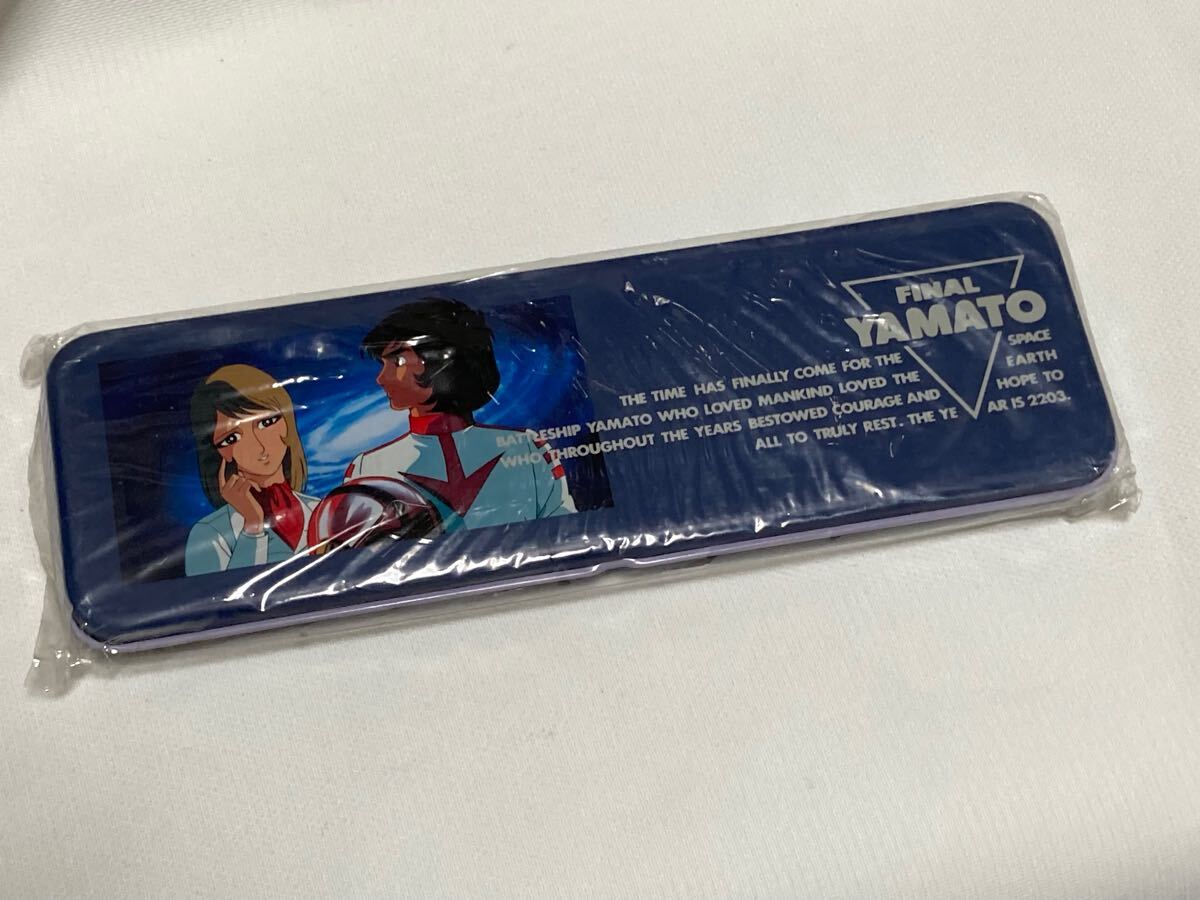 FINAL
YAMATO
THE TIME HAS FINALLY COME FOR THE SPACE
BATTLESHIP YAMATO WHO LOVED MANKIND LOVED THE EARTH
WHO THROUGHOUT THE YEARS BESTOWED COURAGE AND HOPE TO
ALL TO TRULY REST. THE YE AR IS 2203.